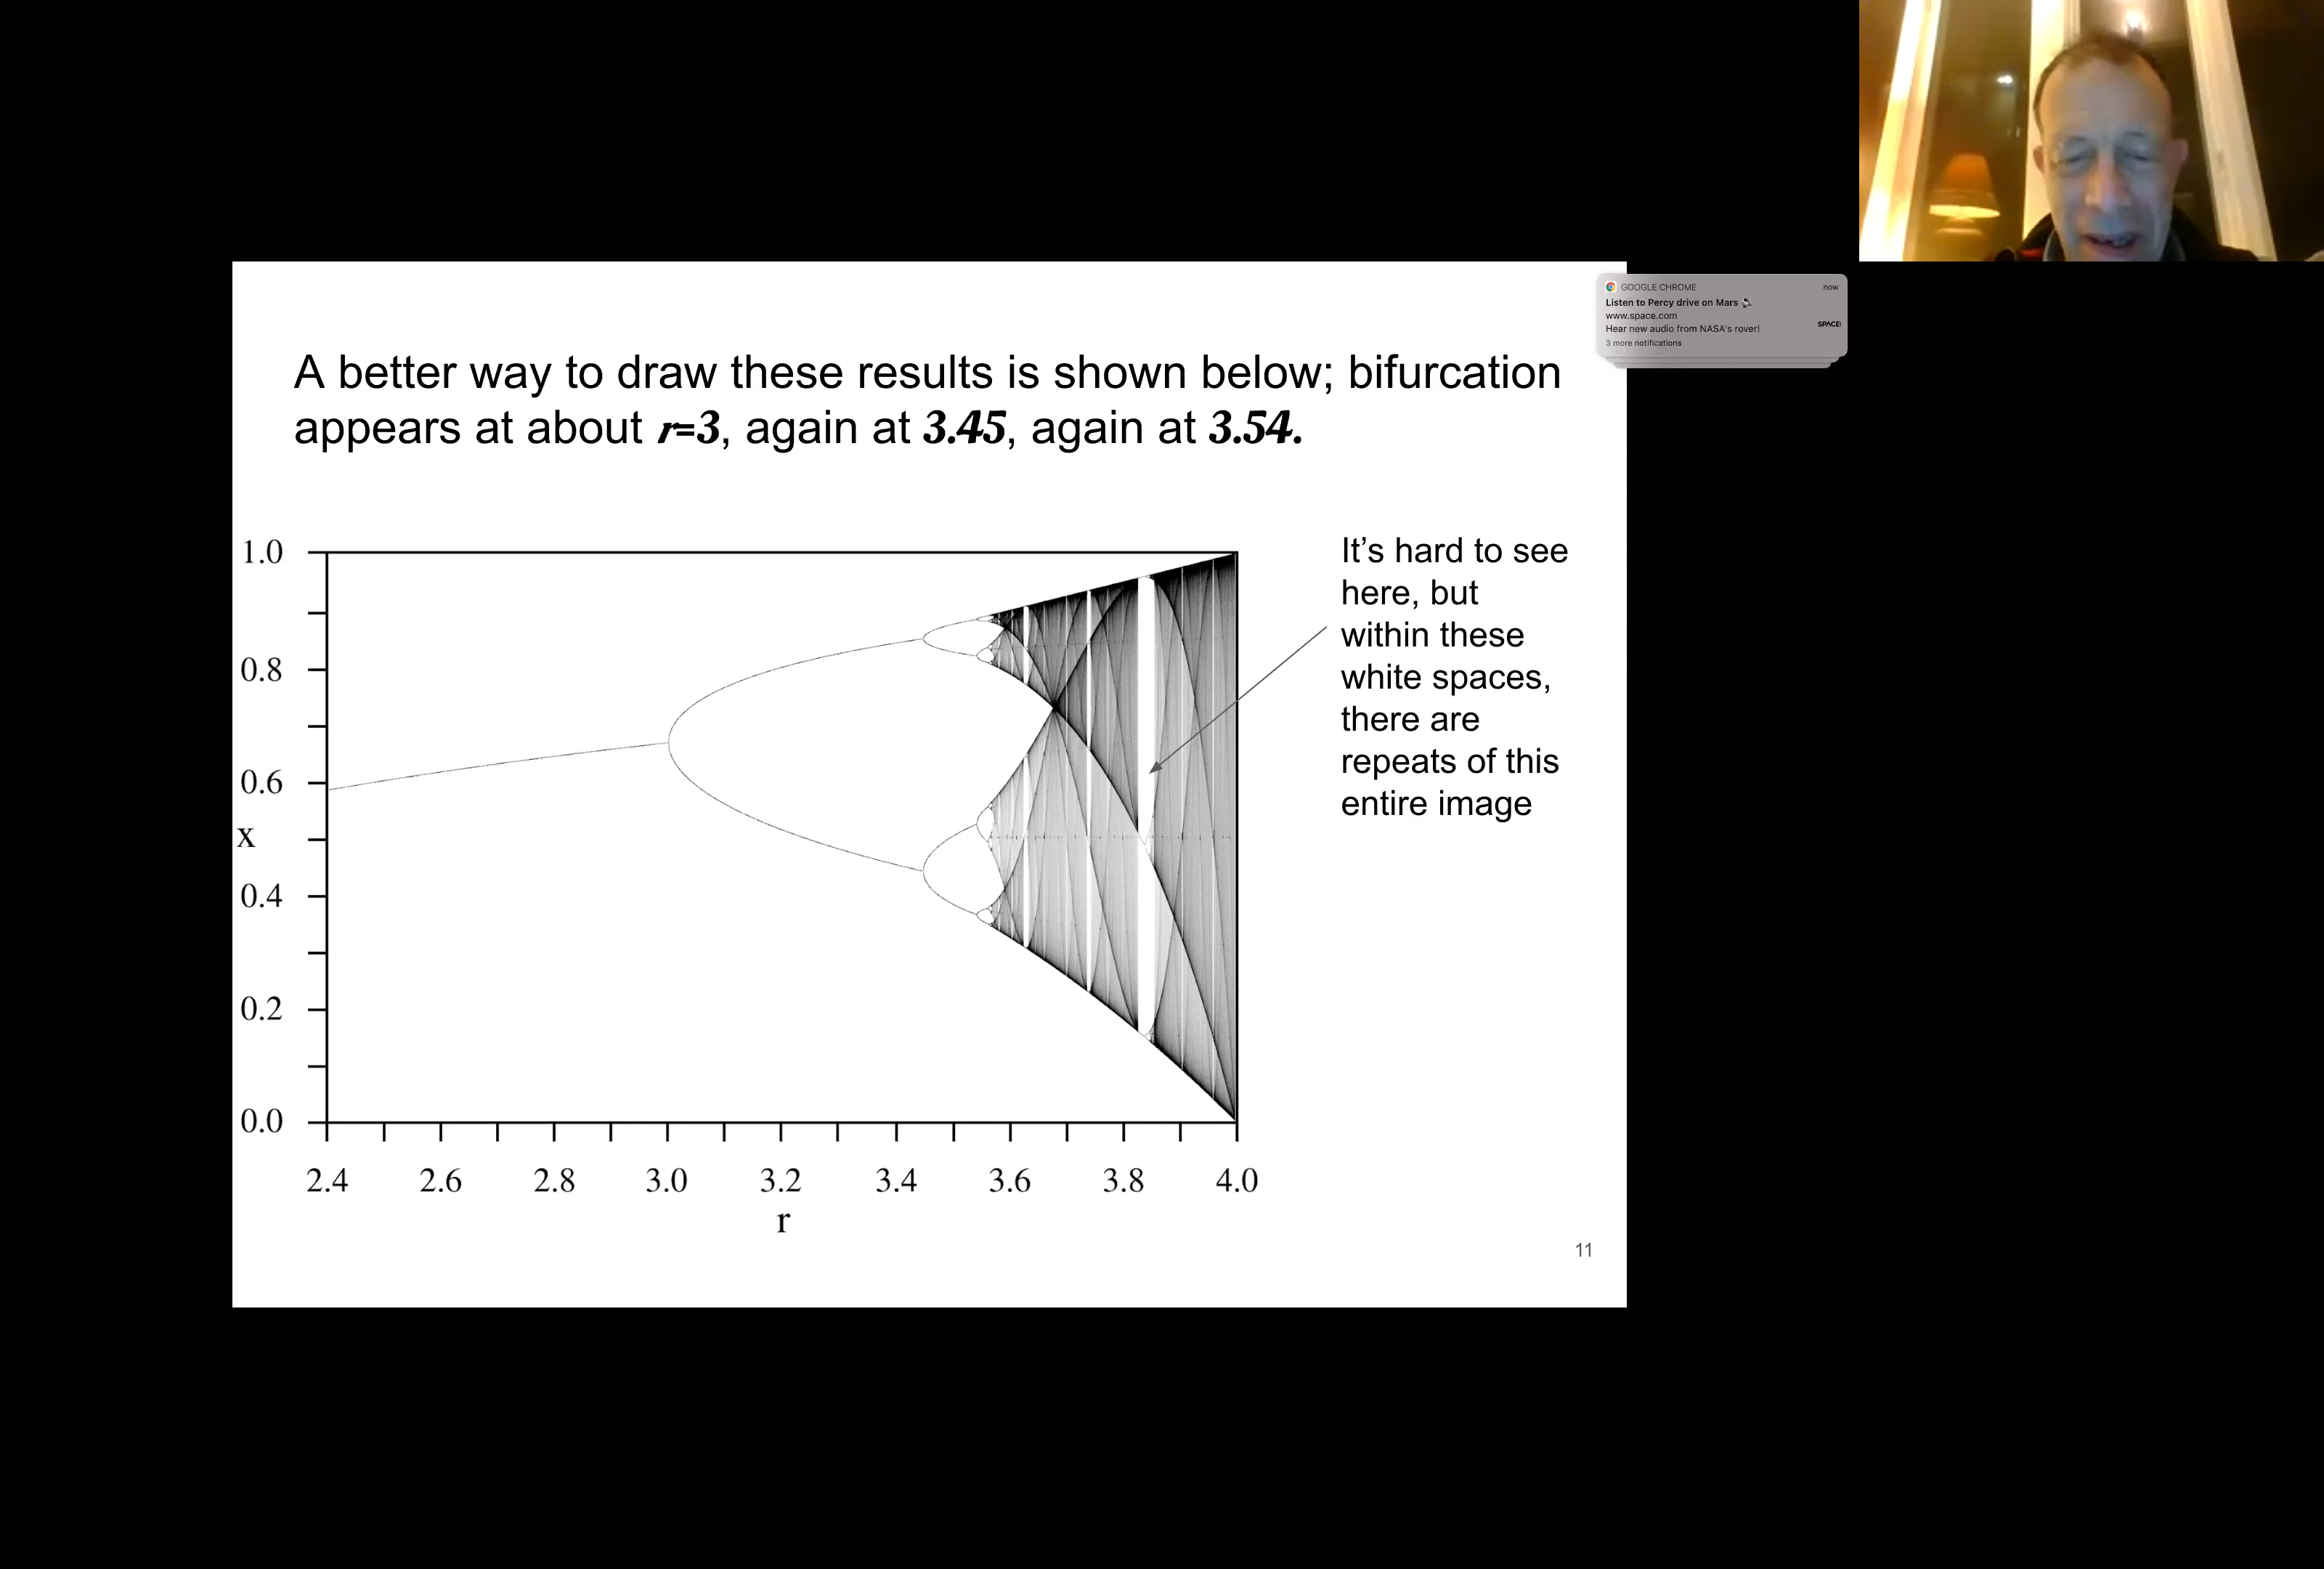 GOOGLE CHROME now
Listen to Percy drive on Mars 🔊
www.space.com
Hear new audio from NASA's rover!
SPACE
3 more notifications
A better way to draw these results is shown below; bifurcation
appears at about r=3, again at 3.45, again at 3.54.
It’s hard to see
here, but
within these
white spaces,
there are
repeats of this
entire image
1.0
0.8
0.6
x
0.4
0.2
0.0
2.4 2.6 2.8 3.0 3.2 3.4 3.6 3.8 4.0
r
11